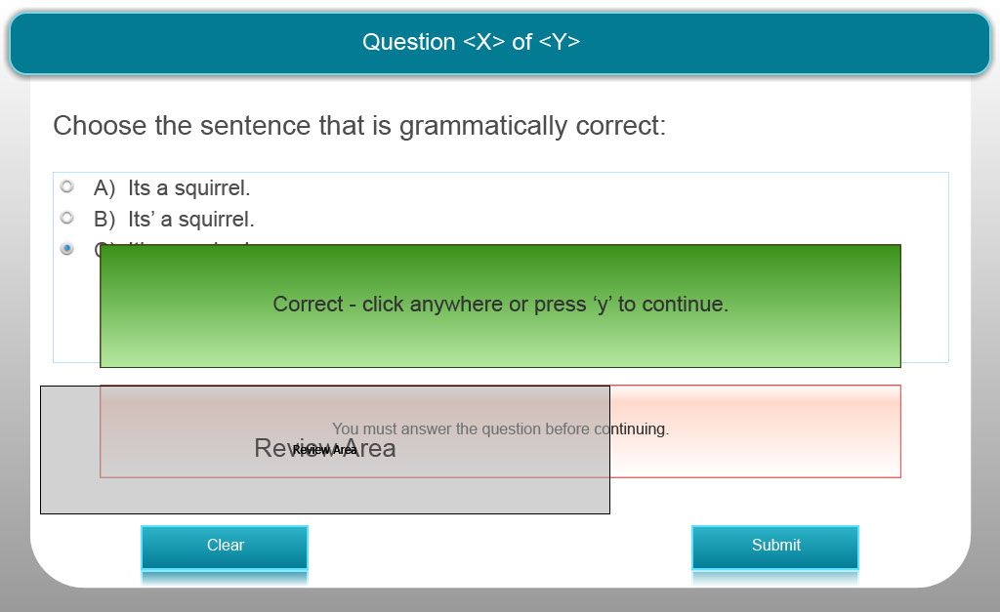 Question <X> of <Y>
Choose the sentence that is grammatically correct:
A) Its a squirrel.
B) Its’ a squirrel.
C)
Correct - click anywhere or press ‘y’ to continue.
You must answer the question before continuing.
Review Area
Review Area
Clear
Submit